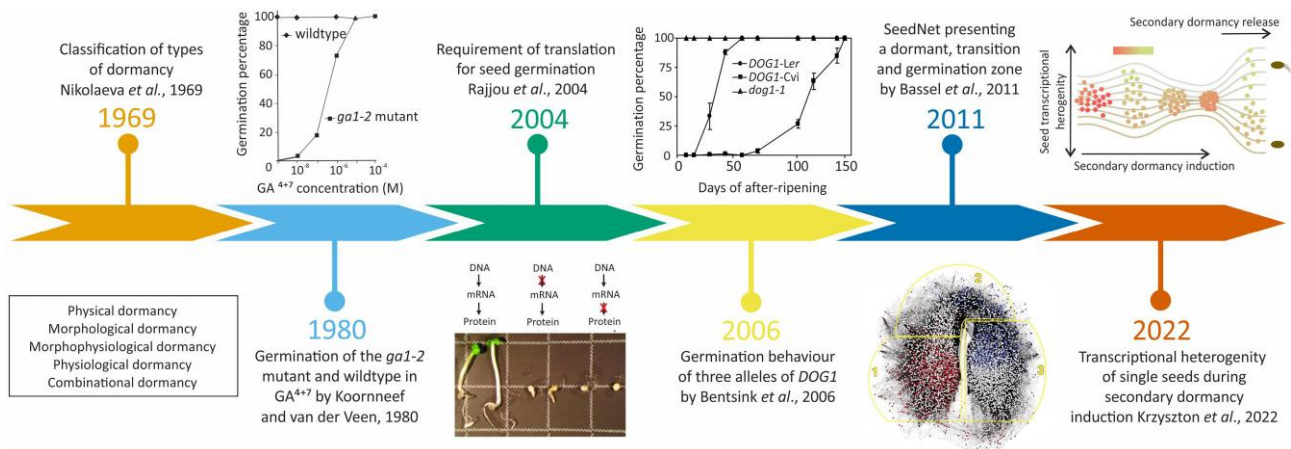 Classification of types
of dormancy
Nikolaeva et al., 1969
1969
Physical dormancy
Morphological dormancy
Morphophysiological dormancy
Physiological dormancy
Combinational dormancy
Germination percentage
100
80
60
40
20
wildtype
ga1-2 mutant
10⁻⁸
10⁻⁶
10⁻⁴
GA ⁴⁺⁷ concentration (M)
1980
Germination of the ga1-2
mutant and wildtype in
GA⁴⁺⁷ by Koornneef
and van der Veen, 1980
Requirement of translation
for seed germination
Rajjou et al., 2004
2004
DNA
mRNA
Protein
DNA
mRNA
Protein
DNA
mRNA
Protein
Germination percentage
100
75
50
25
0
DOG1-Ler
DOG1-Cvi
dog1-1
0
50
100
150
Days of after-ripening
2006
Germination behaviour
of three alleles of DOG1
by Bentsink et al., 2006
SeedNet presenting
a dormant, transition
and germination zone
by Bassel et al., 2011
2011
1
2
3
Secondary dormancy release
Seed transcriptional
herogenity
Secondary dormancy induction
2022
Transcriptional heterogenity
of single seeds during
secondary dormancy
induction Krzyszton et al., 2022